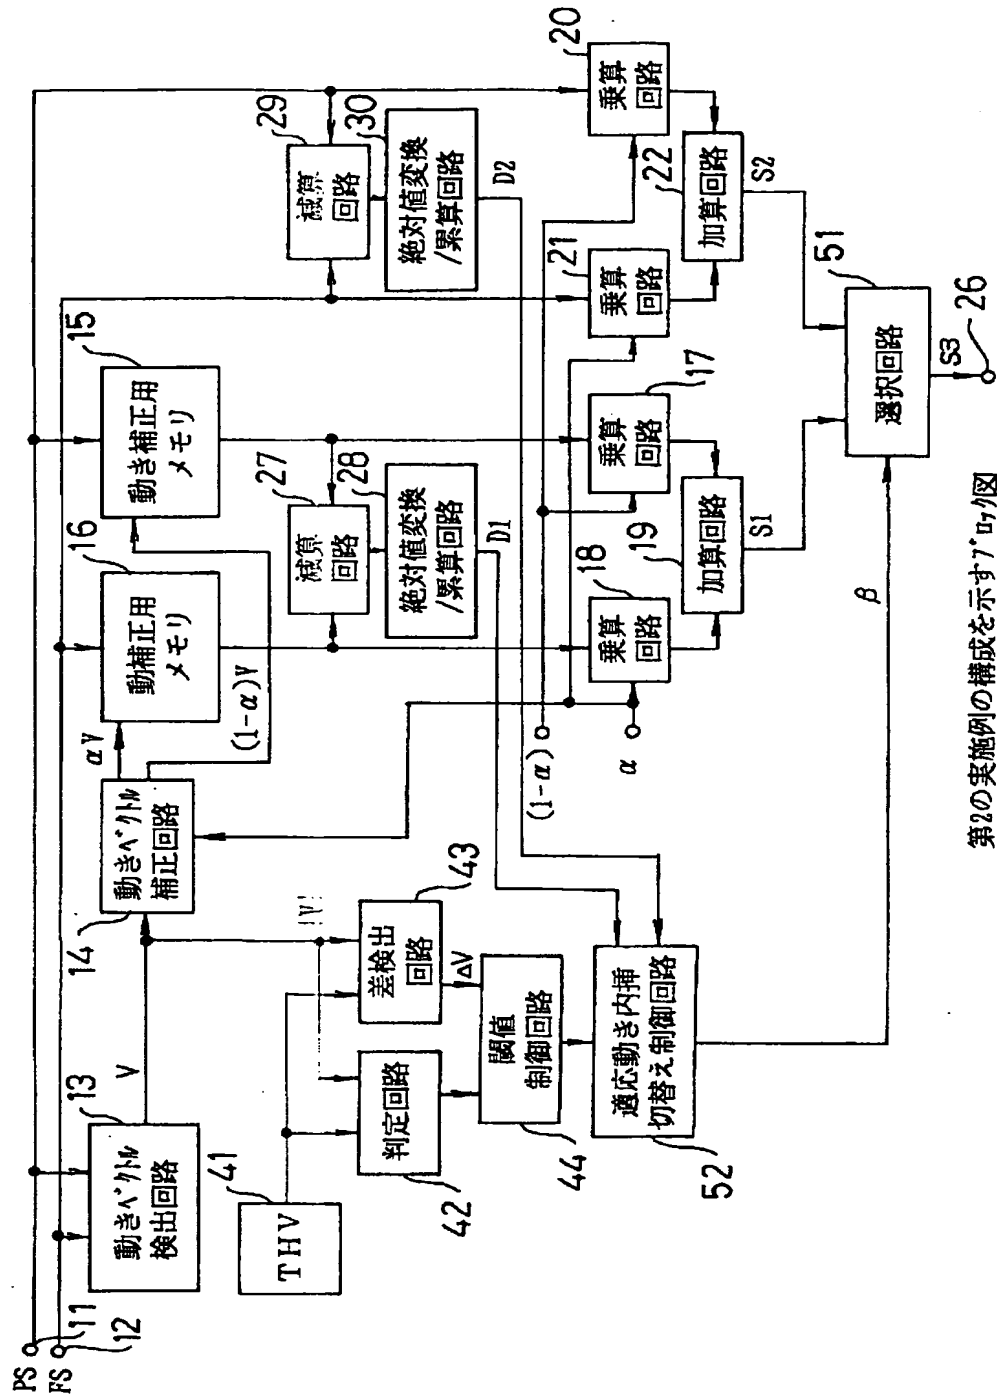 PS
11
FS
12
13
動きベクトル
検出回路
V
14
動きベクトル
補正回路
αV
(1-α)V
16
動補正用
メモリ
15
動き補正用
メモリ
41
THV
|V|
42
判定回路
43
差検出
回路
ΔV
44
閾値
制御回路
52
適応動き内挿
切替え制御回路
27
減算
回路
28
絶対値変換
/累算回路
D1
29
減算
回路
30
絶対値変換
/累算回路
D2
(1-α)
α
18
乗算
回路
17
乗算
回路
19
加算回路
S1
21
乗算
回路
20
乗算
回路
22
加算回路
S2
β
51
選択回路
S3
26
第2の実施例の構成を示すブロック図